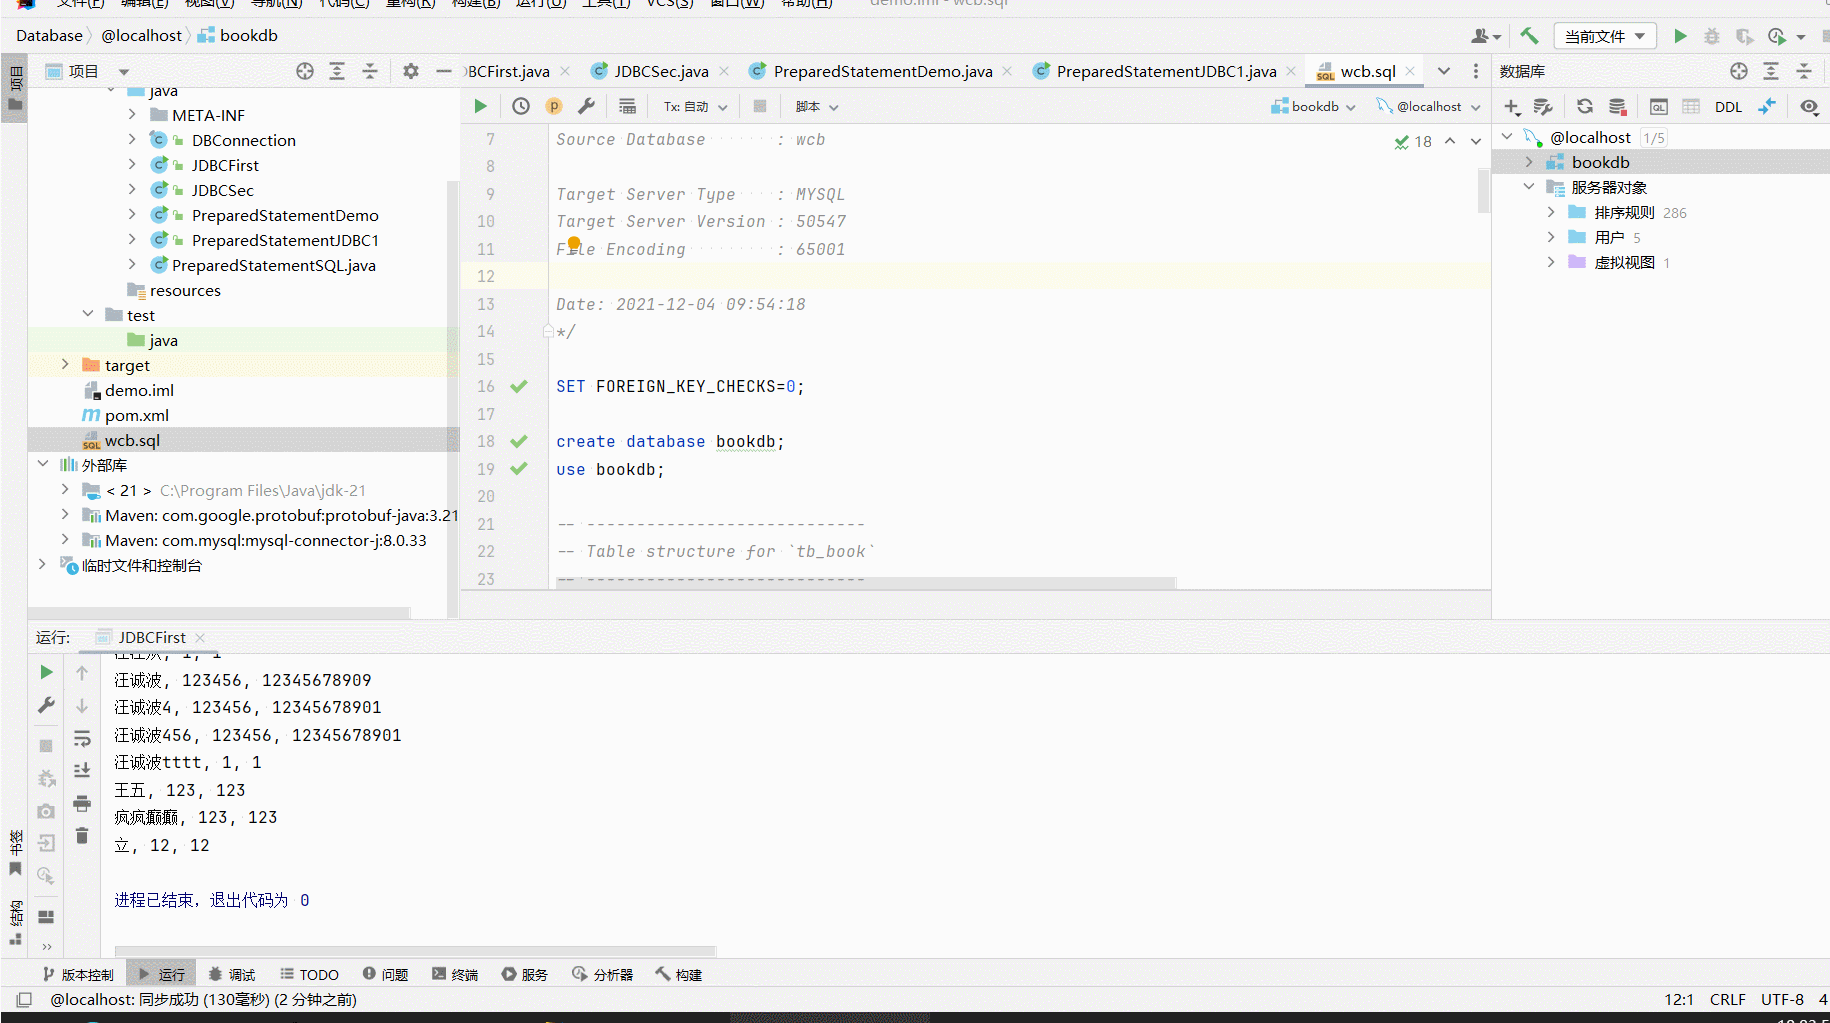 文件(F) 编辑(E) 视图(V) 导航(N) 代码(C) 重构(R) 构建(B) 运行(U) 工具(T) VCS(S) 窗口(W) 帮助(H) demo.iml - wcb.sql
Database @localhost bookdb
当前文件
项目
项目
BCFirst.java JDBCSec.java PreparedStatementDemo.java PreparedStatementJDBC1.java wcb.sql
数据库
Tx: 自动 脚本 bookdb @localhost
DDL
java
META-INF
DBConnection
JDBCFirst
JDBCSec
PreparedStatementDemo
PreparedStatementJDBC1
PreparedStatementSQL.java
resources
test
java
target
demo.iml
pom.xml
wcb.sql
外部库
< 21 > C:\Program Files\Java\jdk-21
Maven: com.google.protobuf:protobuf-java:3.21
Maven: com.mysql:mysql-connector-j:8.0.33
临时文件和控制台
7 Source Database : wcb
8
9 Target Server Type : MYSQL
10 Target Server Version : 50547
11 File Encoding : 65001
12
13 Date: 2021-12-04 09:54:18
14 */
15
16 SET FOREIGN_KEY_CHECKS=0;
17
18 create database bookdb;
19 use bookdb;
20
21 -- ----------------------------
22 -- Table structure for `tb_book`
23 -- ----------------------------
18
@localhost 1/5
bookdb
服务器对象
排序规则 286
用户 5
虚拟视图 1
运行: JDBCFirst
汪诚波, 123456, 12345678909
汪诚波4, 123456, 12345678901
汪诚波456, 123456, 12345678901
汪诚波tttt, 1, 1
王五, 123, 123
疯疯癫癫, 123, 123
立, 12, 12
进程已结束，退出代码为 0
书签
结构
版本控制 运行 调试 TODO 问题 终端 服务 分析器 构建
@localhost: 同步成功 (130毫秒) (2 分钟之前)
12:1 CRLF UTF-8 4